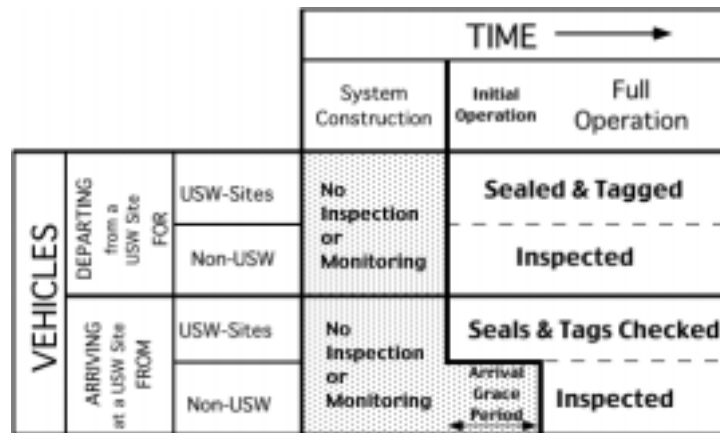 TIME
System
Construction
Initial
Operation
Full
Operation
VEHICLES
DEPARTING
from a
USW Site
FOR
USW-Sites
Non-USW
No
Inspection
or
Monitoring
Sealed & Tagged
Inspected
ARRIVING
at a USW Site
FROM
USW-Sites
Non-USW
No
Inspection
or
Monitoring
Seals & Tags Checked
Arrival
Grace
Period
Inspected